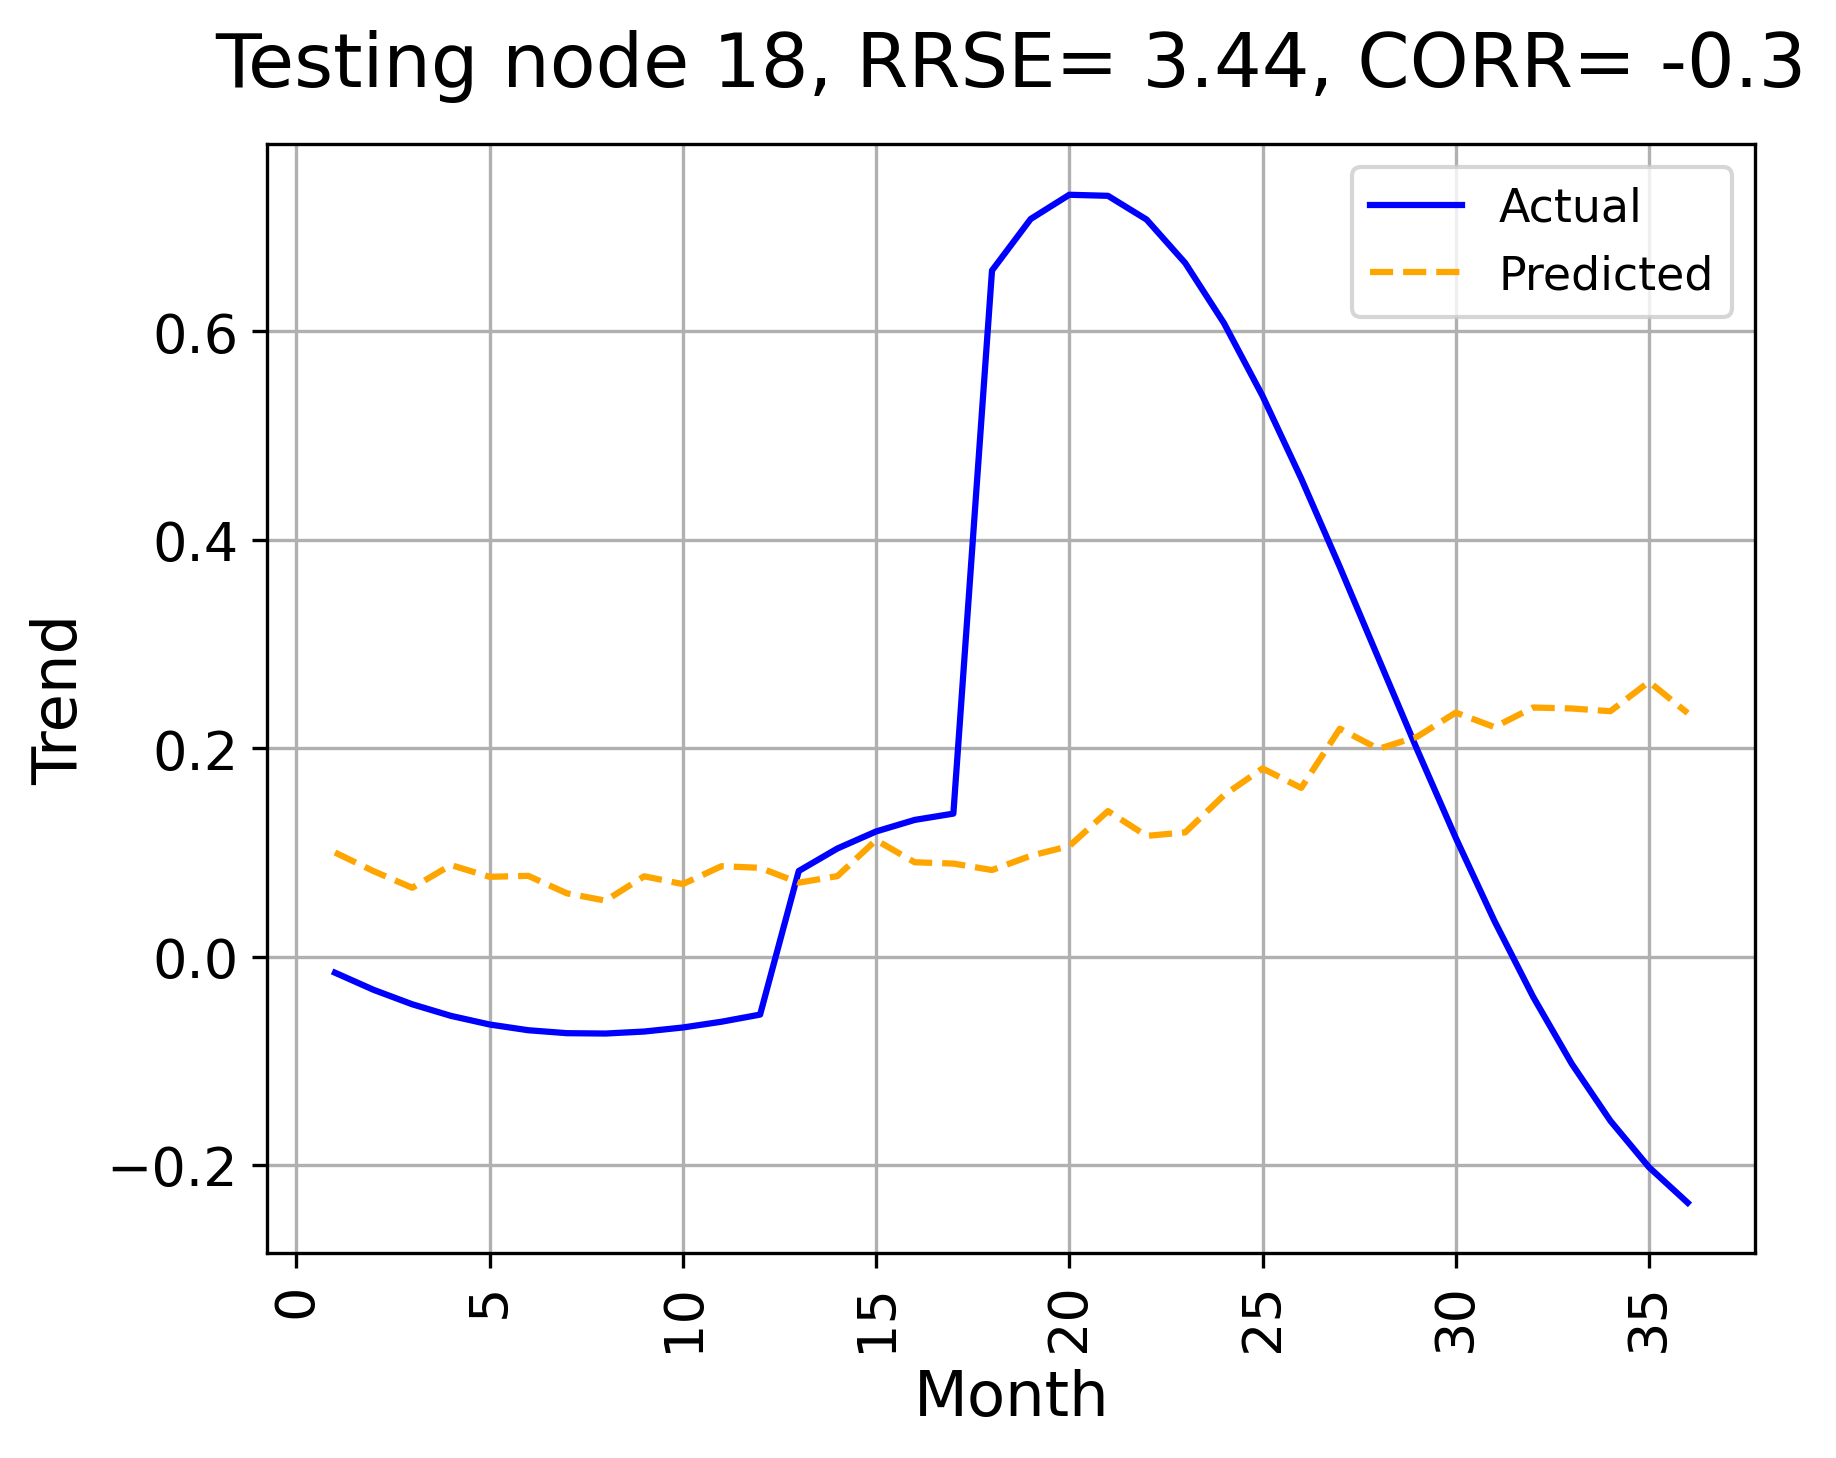 Testing node 18, RRSE= 3.44, CORR= -0.3
Actual
Predicted
Trend
0.6
0.4
0.2
0.0
−0.2
0 5 10 15 20 25 30 35
Month